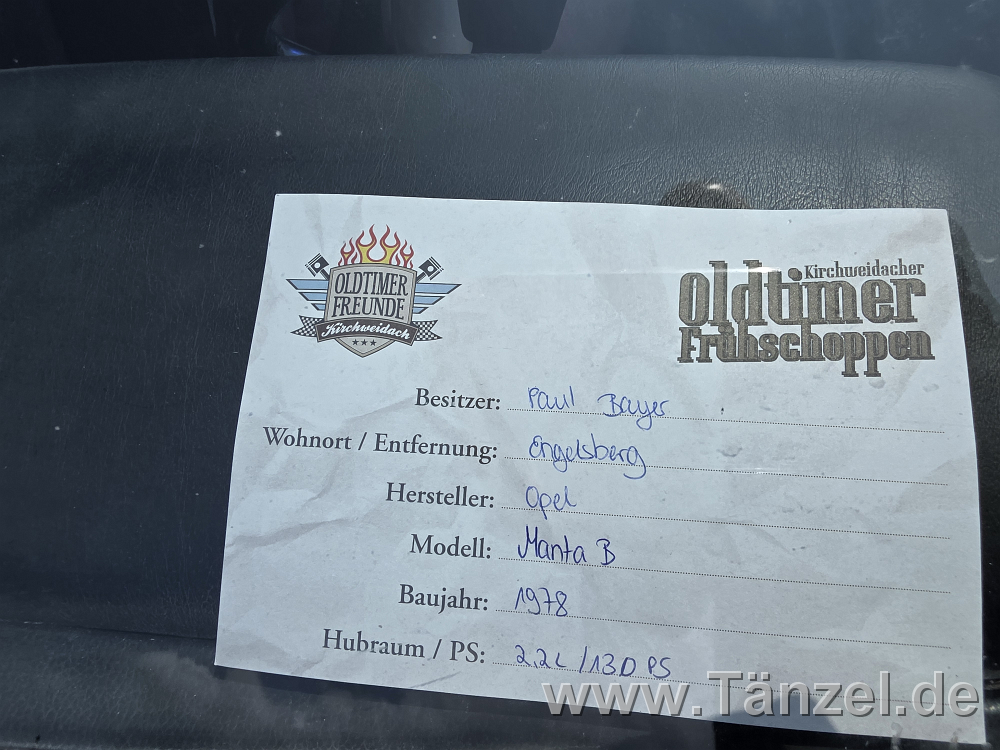 OLDTIMER
FREUNDE
Kirchweidach
Kirchweidacher
Oldtimer
Frühschoppen
Besitzer: Paul Bayer
Wohnort / Entfernung: Engelsberg
Hersteller: Opel
Modell: Manta B
Baujahr: 1978
Hubraum / PS: 2,2L / 130 PS
www.Tänzel.de